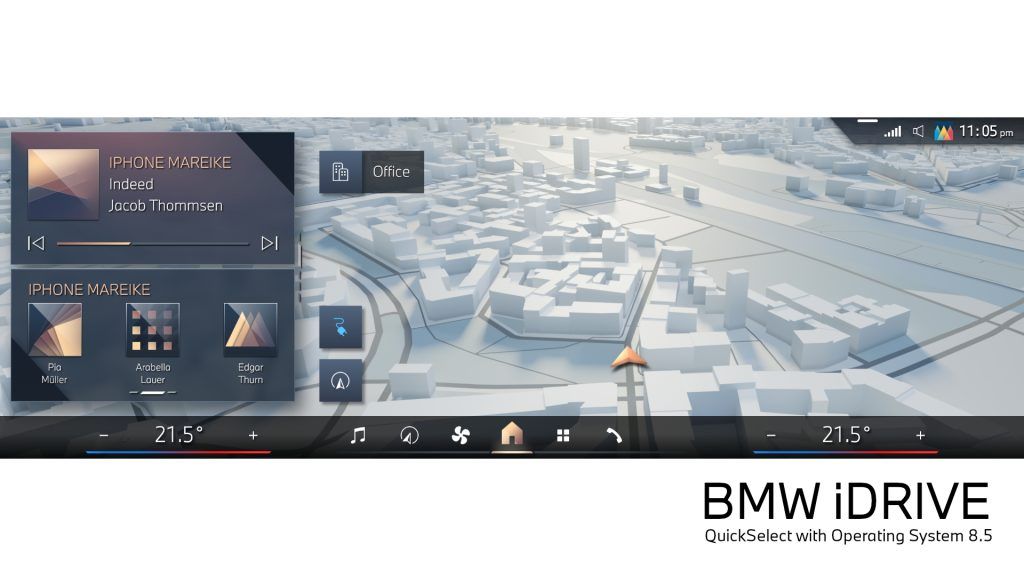 11:05 pm
IPHONE MAREIKE
Indeed
Jacob Thommsen
Office
IPHONE MAREIKE
Pia
Müller
Arabella
Lauer
Edgar
Thurn
− 21.5° +
− 21.5° +
BMW iDRIVE
QuickSelect with Operating System 8.5